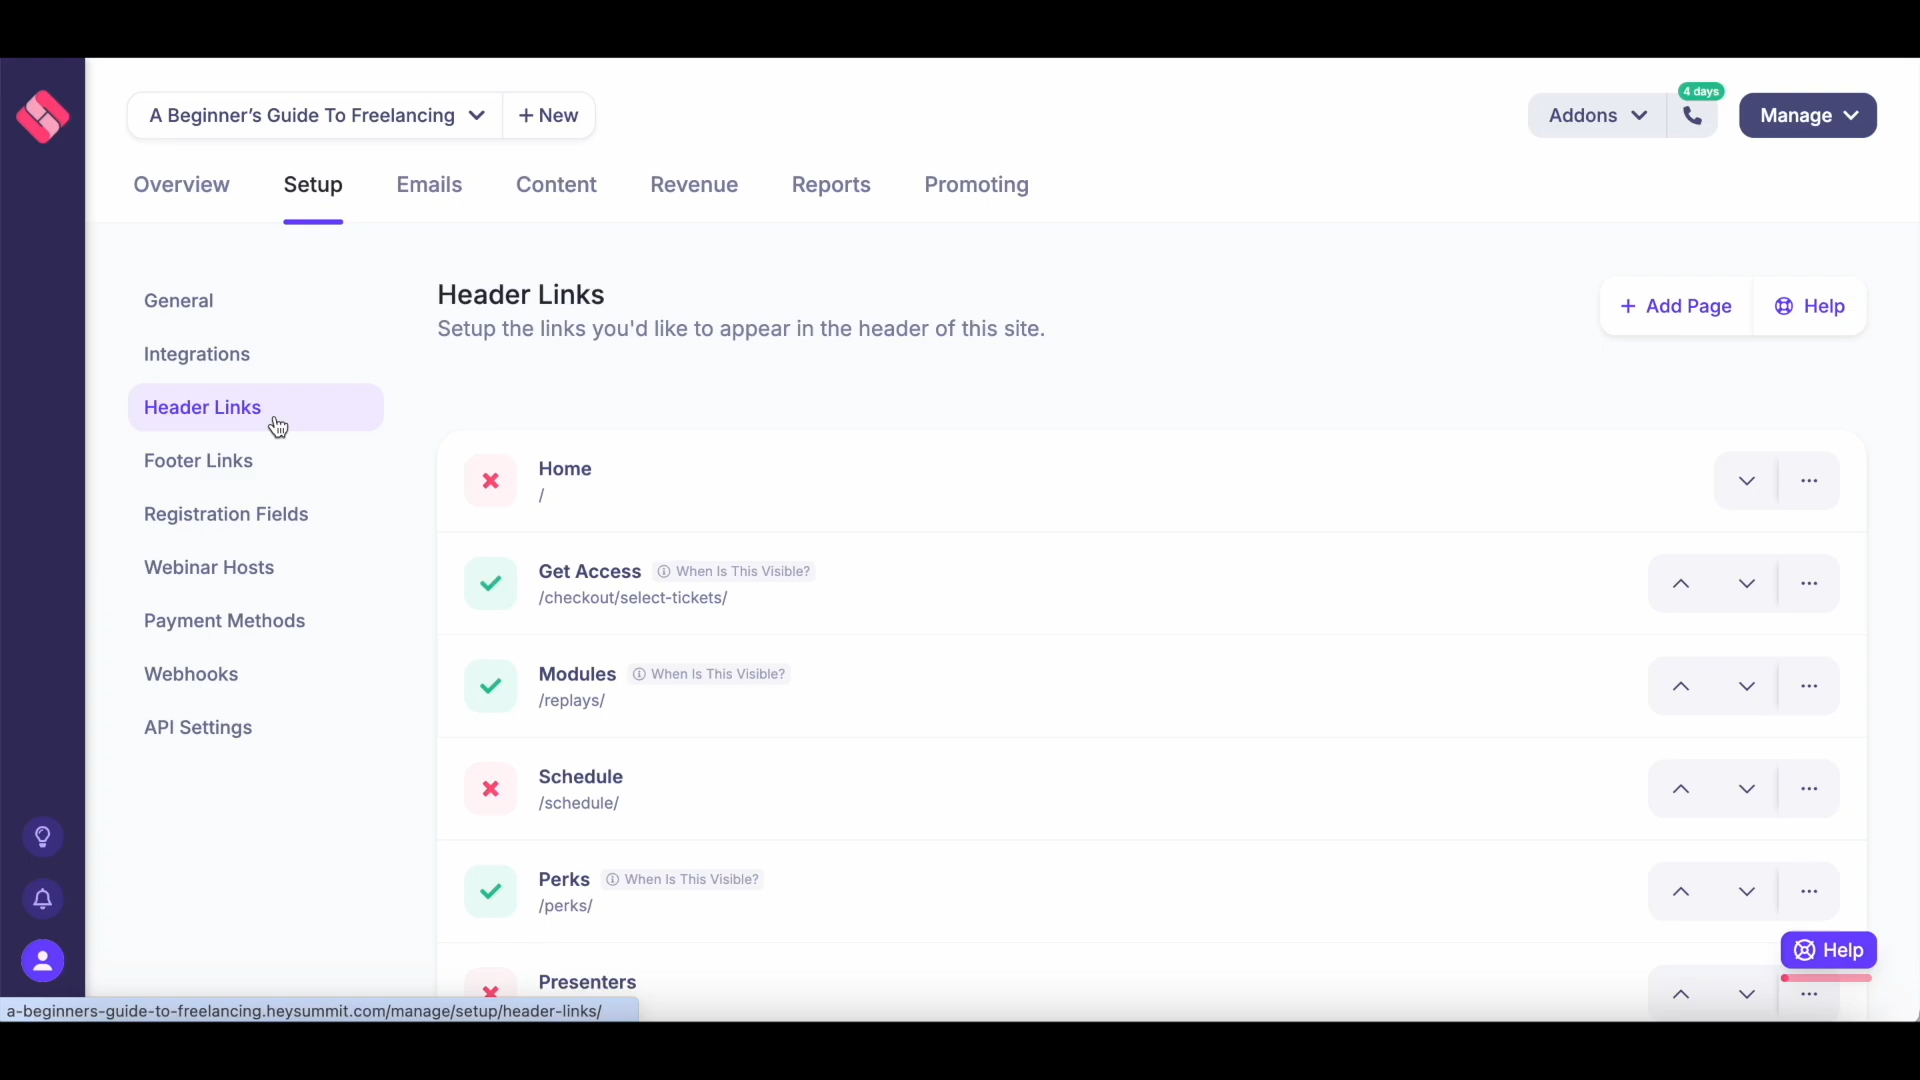 A Beginner's Guide To Freelancing
+ New
Addons
4 days
Manage
Overview
Setup
Emails
Content
Revenue
Reports
Promoting
General
Integrations
Header Links
Footer Links
Registration Fields
Webinar Hosts
Payment Methods
Webhooks
API Settings
Header Links
Setup the links you'd like to appear in the header of this site.
+ Add Page
Help
Home
/
Get Access
When Is This Visible?
/checkout/select-tickets/
Modules
When Is This Visible?
/replays/
Schedule
/schedule/
Perks
When Is This Visible?
/perks/
Presenters
Help
a-beginners-guide-to-freelancing.heysummit.com/manage/setup/header-links/